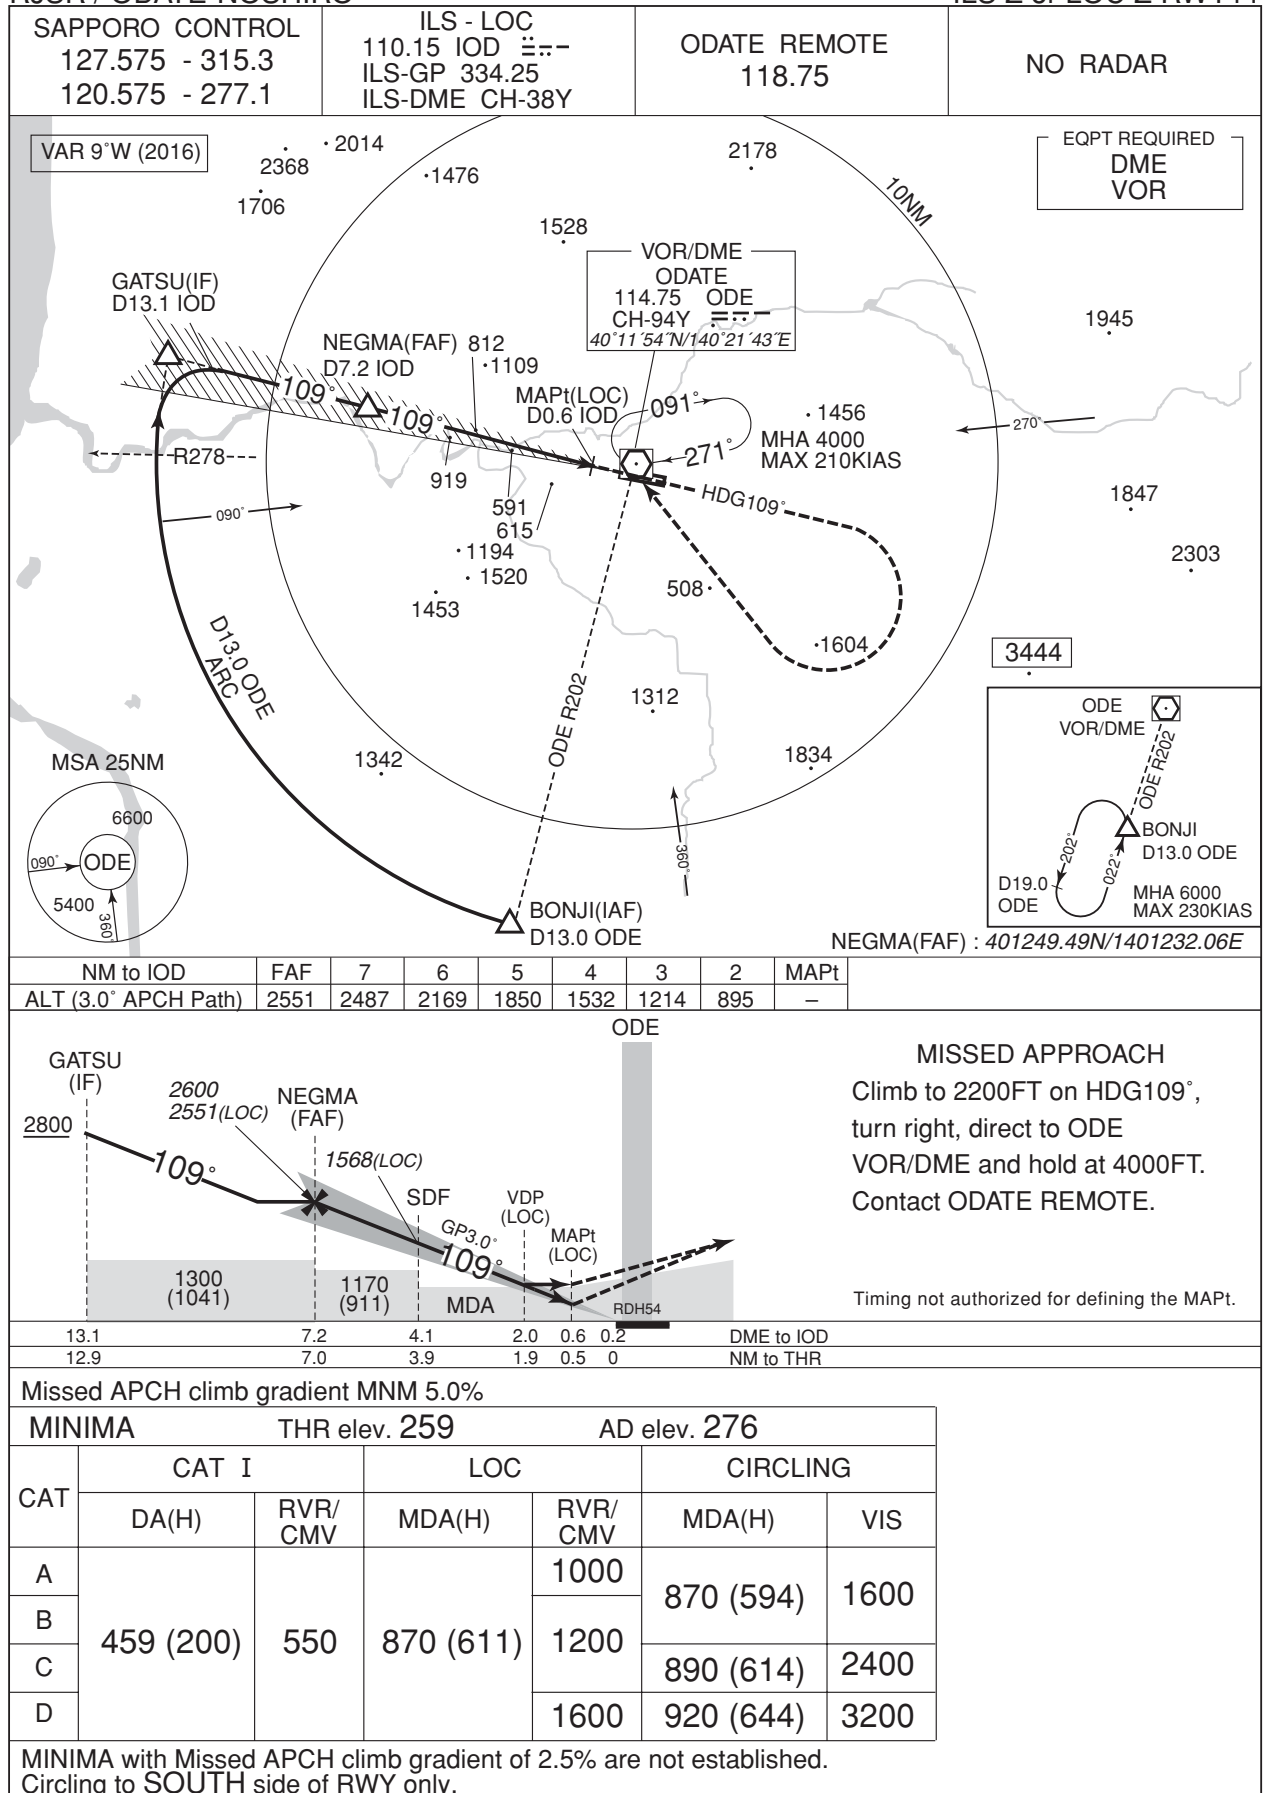 SAPPORO CONTROL
127.575 - 315.3
120.575 - 277.1
ILS - LOC
110.15 IOD
ILS-GP 334.25
ILS-DME CH-38Y
ODATE REMOTE
118.75
NO RADAR
VAR 9°W (2016)
2368
2014
1706
1476
1528
2178
10NM
EQPT REQUIRED
DME
VOR
VOR/DME
ODATE
114.75 ODE
CH-94Y
40°11´54˝N/140°21´43˝E
GATSU(IF)
D13.1 IOD
NEGMA(FAF)
D7.2 IOD
812
1109
MAPt(LOC)
D0.6 IOD
1945
109°
109°
091°
271°
1456
MHA 4000
MAX 210KIAS
270°
R278
919
591
615
HDG109°
090°
1847
1194
1520
1453
508
2303
1604
3444
D13.0 ODE
ARC
ODE R202
1312
1342
1834
360°
MSA 25NM
6600
090°
ODE
5400
360°
BONJI(IAF)
D13.0 ODE
ODE
VOR/DME
ODE R202
BONJI
D13.0 ODE
202°
022°
D19.0
ODE
MHA 6000
MAX 230KIAS
NEGMA(FAF) : 401249.49N/1401232.06E
NM to IOD FAF 7 6 5 4 3 2 MAPt
ALT (3.0° APCH Path) 2551 2487 2169 1850 1532 1214 895 –
ODE
GATSU
(IF)
2800
109°
2600
2551(LOC)
NEGMA
(FAF)
1568(LOC)
SDF
GP3.0°
109°
VDP
(LOC)
MAPt
(LOC)
1300
(1041)
1170
(911)
MDA
RDH54
MISSED APPROACH
Climb to 2200FT on HDG109°,
turn right, direct to ODE
VOR/DME and hold at 4000FT.
Contact ODATE REMOTE.
Timing not authorized for defining the MAPt.
13.1 7.2 4.1 2.0 0.6 0.2 DME to IOD
12.9 7.0 3.9 1.9 0.5 0 NM to THR
Missed APCH climb gradient MNM 5.0%
MINIMA THR elev. 259 AD elev. 276
CAT CAT I LOC CIRCLING
DA(H) RVR/CMV MDA(H) RVR/CMV MDA(H) VIS
A 459 (200) 550 870 (611) 1000 870 (594) 1600
B 1200
C 890 (614) 2400
D 1600 920 (644) 3200
MINIMA with Missed APCH climb gradient of 2.5% are not established.
Circling to SOUTH side of RWY only.